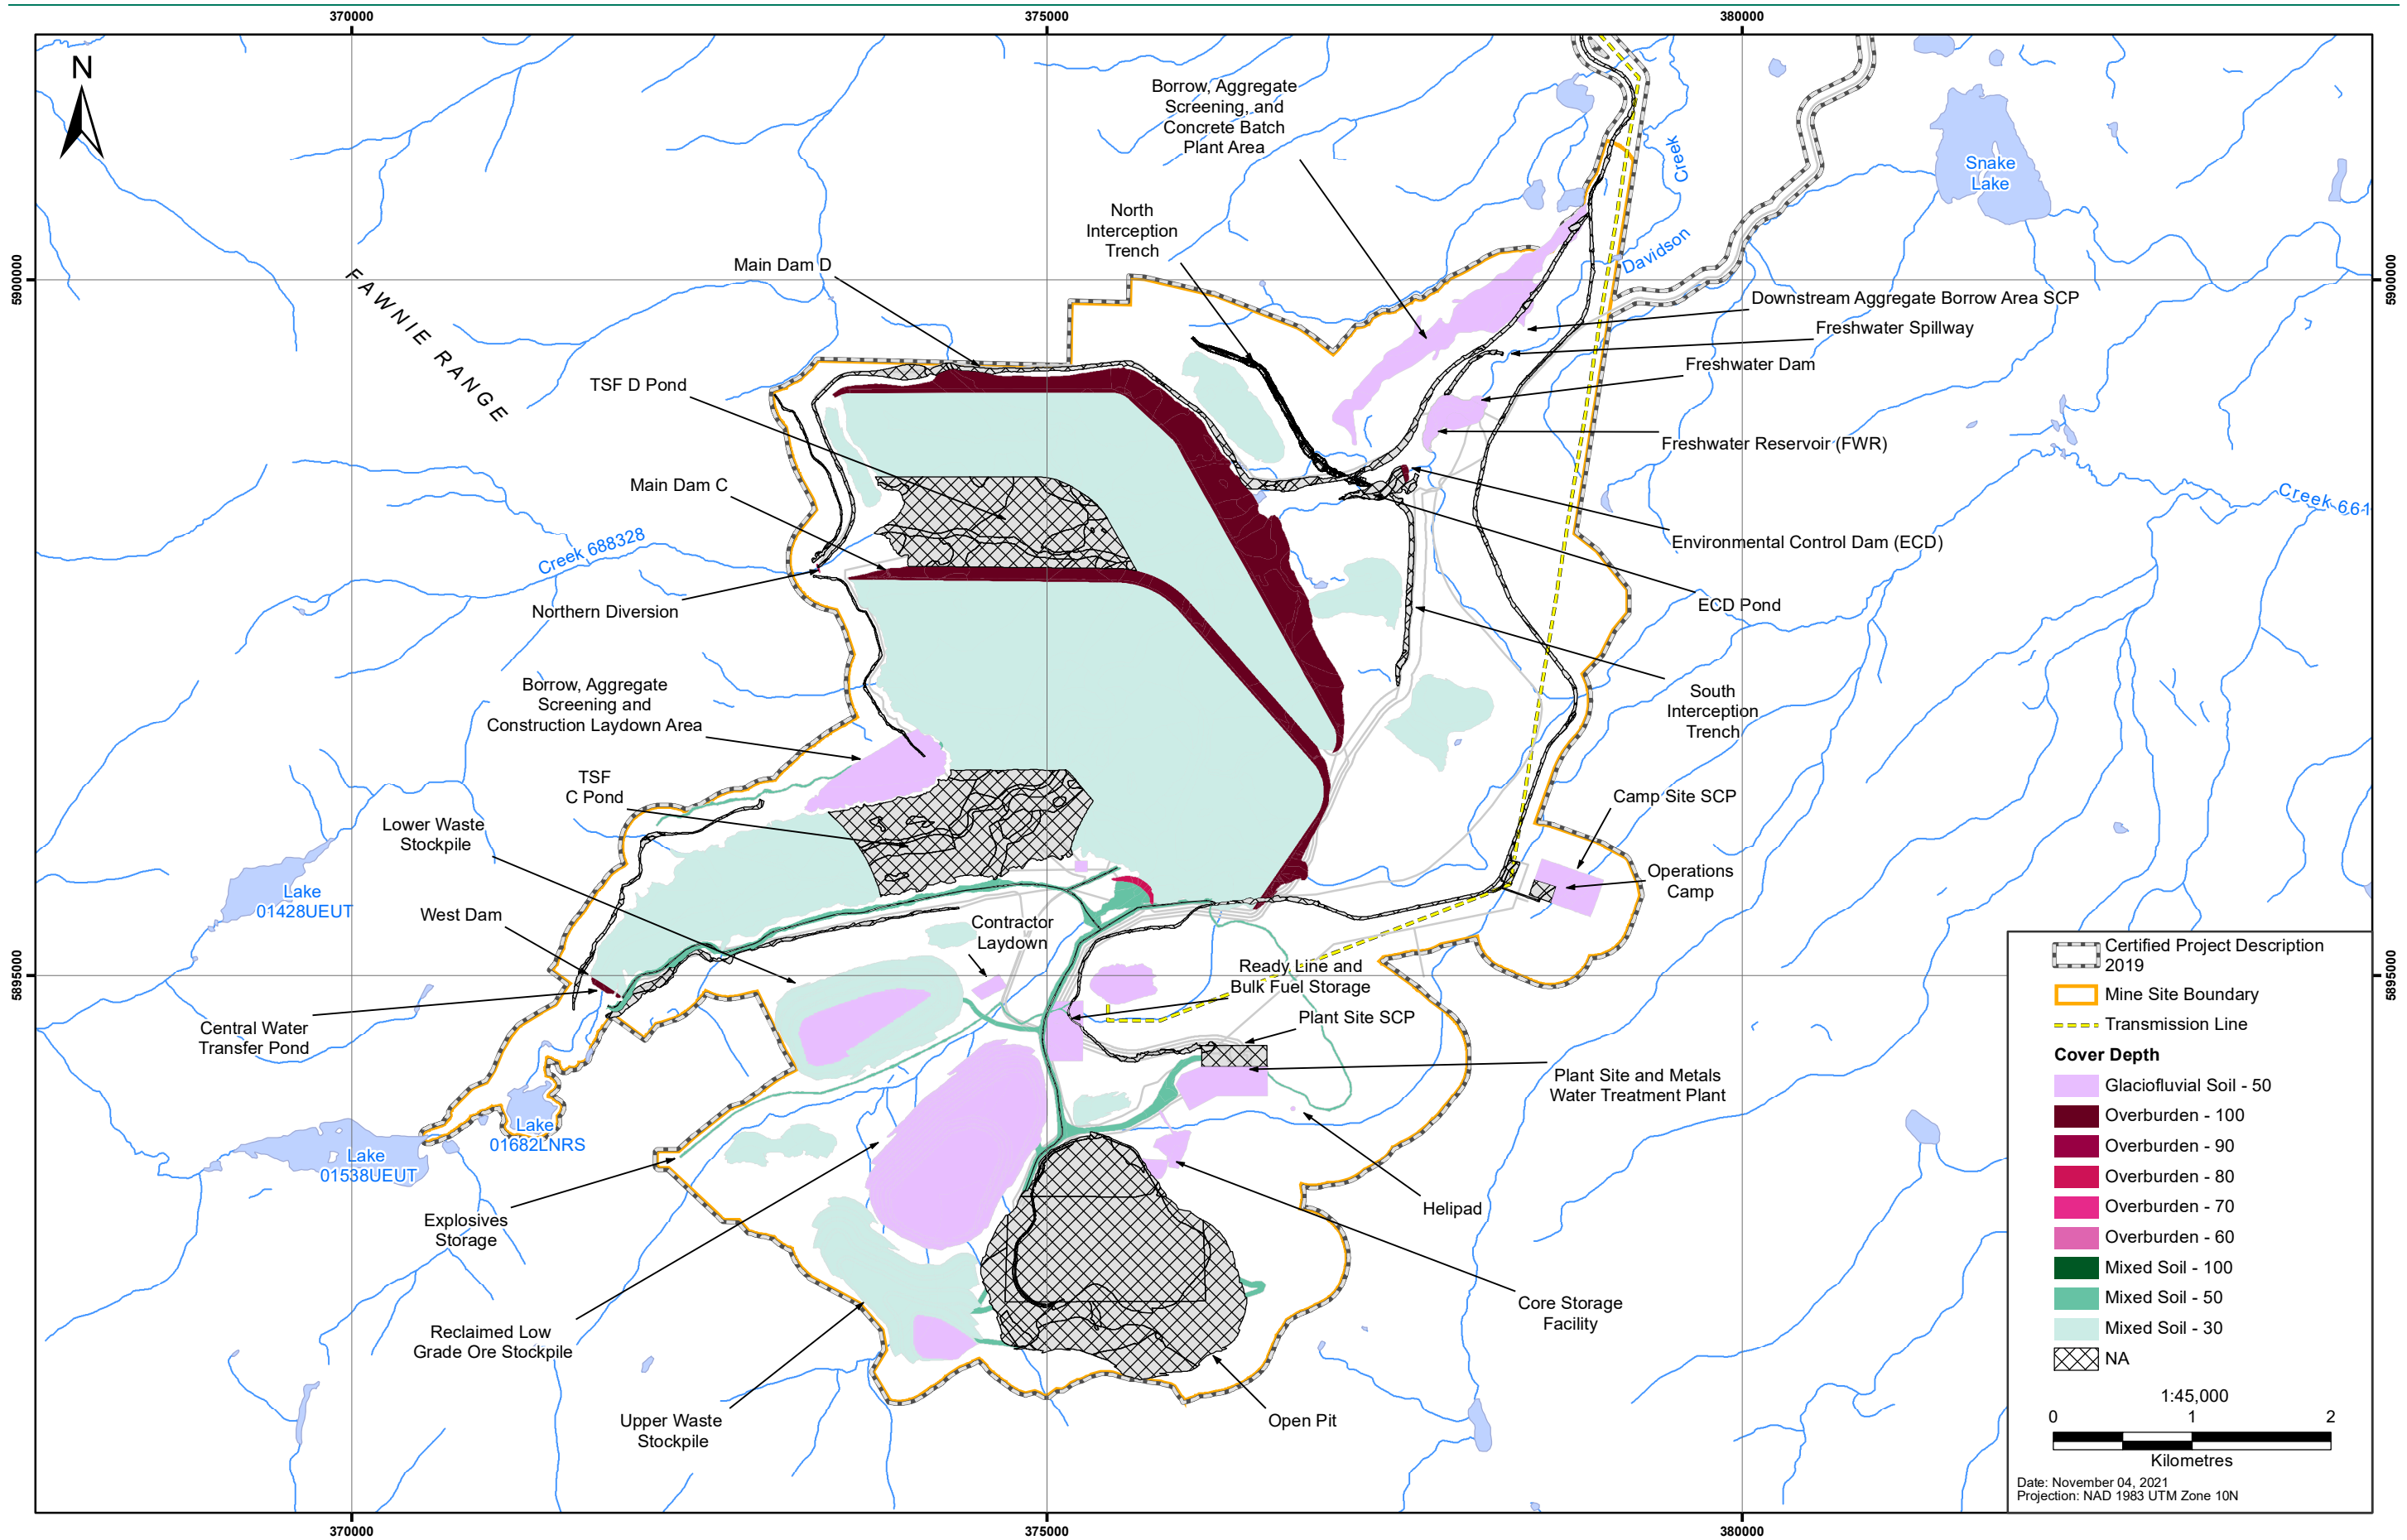 370000
375000
380000
N
5900000
5900000
5895000
5895000
FAWNIE RANGE
Borrow, Aggregate
Screening, and
Concrete Batch
Plant Area
North
Interception
Trench
Main Dam D
TSF D Pond
Main Dam C
Creek 688328
Northern Diversion
Borrow, Aggregate
Screening and
Construction Laydown Area
TSF
C Pond
Lower Waste
Stockpile
Lake
01428UEUT
West Dam
Central Water
Transfer Pond
Lake
01682LNRS
Lake
01538UEUT
Explosives
Storage
Reclaimed Low
Grade Ore Stockpile
Upper Waste
Stockpile
Contractor
Laydown
Ready Line and
Bulk Fuel Storage
Plant Site SCP
Plant Site and Metals
Water Treatment Plant
Helipad
Core Storage
Facility
Open Pit
Creek
Davidson
Snake
Lake
Downstream Aggregate Borrow Area SCP
Freshwater Spillway
Freshwater Dam
Freshwater Reservoir (FWR)
Creek 661
Environmental Control Dam (ECD)
ECD Pond
South
Interception
Trench
Camp Site SCP
Operations
Camp
Certified Project Description
2019
Mine Site Boundary
Transmission Line
Cover Depth
Glaciofluvial Soil - 50
Overburden - 100
Overburden - 90
Overburden - 80
Overburden - 70
Overburden - 60
Mixed Soil - 100
Mixed Soil - 50
Mixed Soil - 30
NA
1:45,000
0 1 2
Kilometres
Date: November 04, 2021
Projection: NAD 1983 UTM Zone 10N
370000
375000
380000